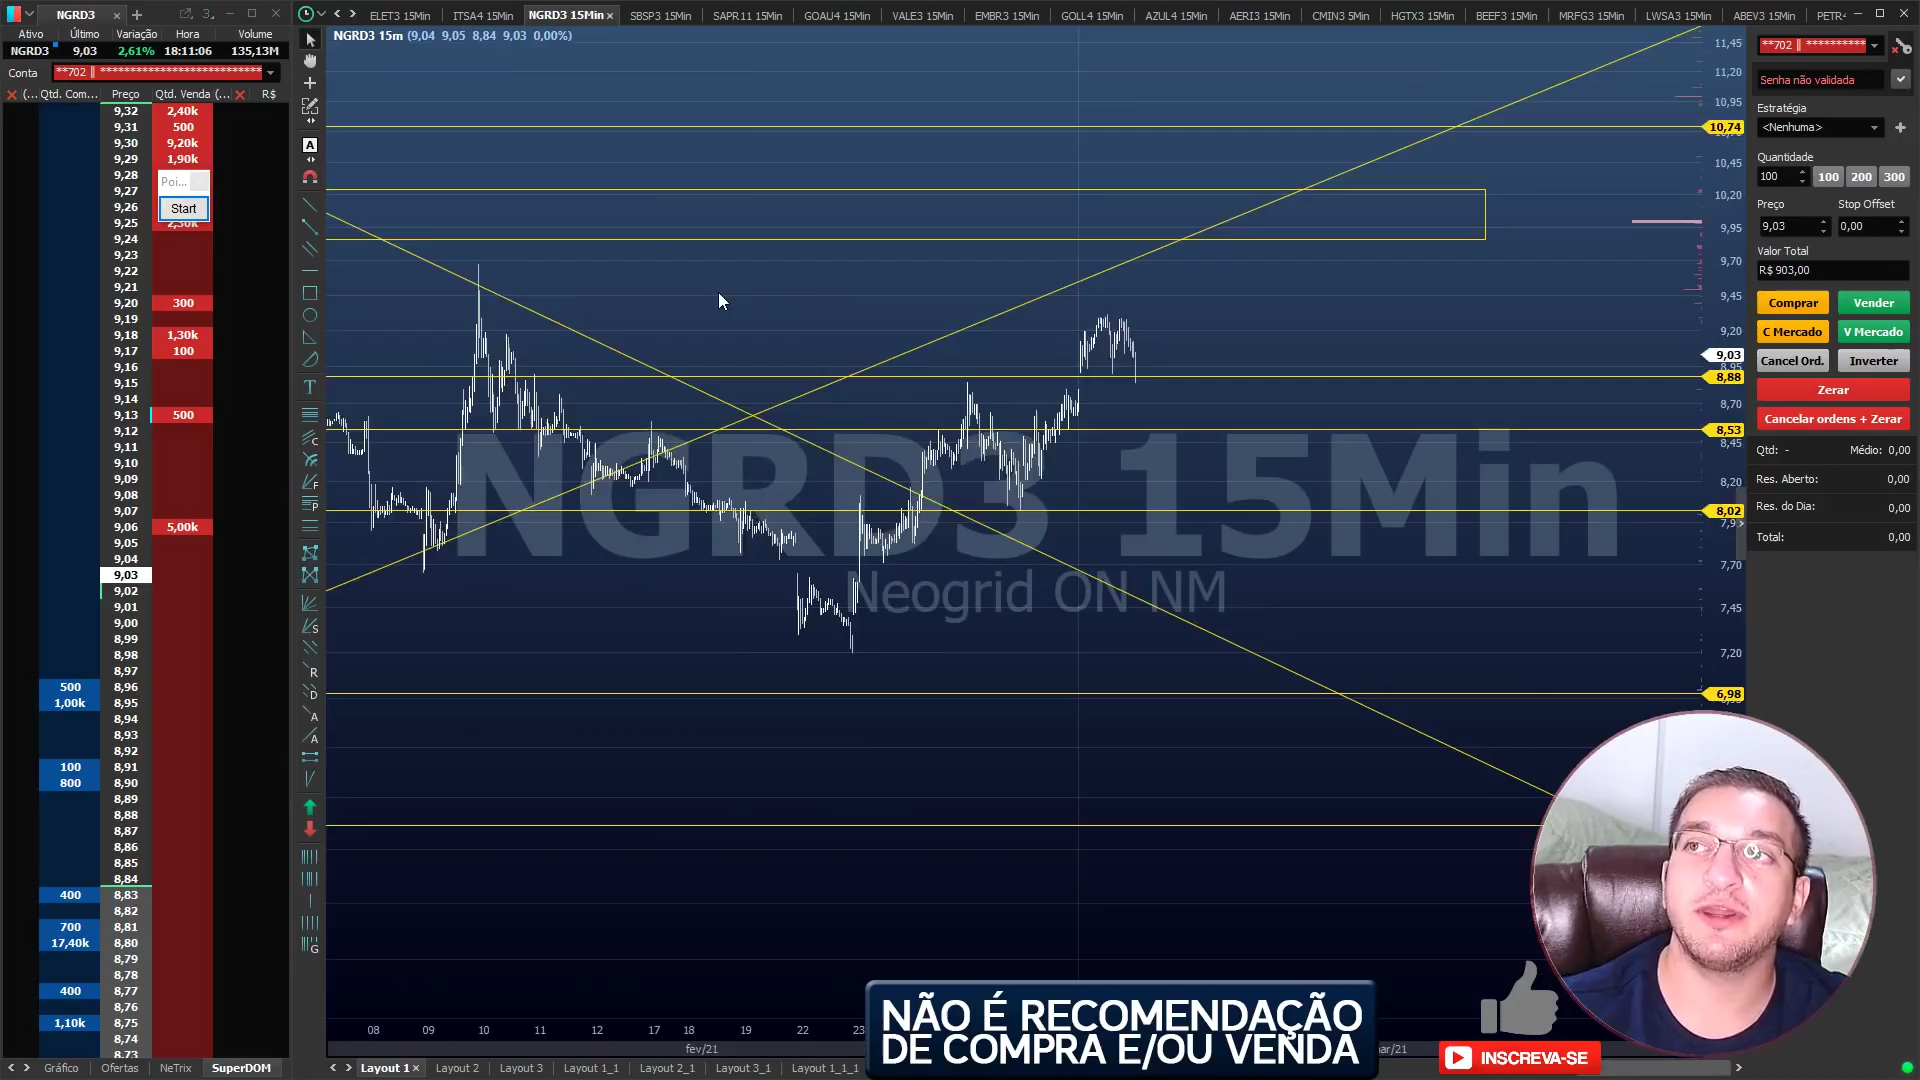 NGRD3
ELET3 15Min
ITSA4 15Min
NGRD3 15Min
SBSP3 15Min
SAPR11 15Min
GOAU4 15Min
VALE3 15Min
EMBR3 15Min
GOLL4 15Min
AZUL4 15Min
AERI3 15Min
CMIN3 15Min
HGTX3 15Min
BEEF3 15Min
MRFG3 15Min
LWSA3 15Min
ABEV3 15Min
PETR4
Ativo Último Variação Hora Volume
NGRD3 9,03 2,61% 18:11:06 135,13M
Conta **702 || **************************
(... Qtd. Com... Preço Qtd. Venda (... R$
9,32 2,40k
9,31 500
9,30 9,20k
9,29 1,90k
9,28 Poi...
9,27
9,26 Start
9,25
9,24
9,23
9,22
9,21
9,20 300
9,19
9,18 1,30k
9,17 100
9,16
9,15
9,14
9,13 500
9,12
9,11
9,10
9,09
9,08
9,07
9,06 5,00k
9,05
9,04
9,03
9,02
9,01
9,00
8,99
8,98
8,97
500 8,96
1,00k 8,95
8,94
8,93
8,92
100 8,91
800 8,90
8,89
8,88
8,87
8,86
8,85
8,84
400 8,83
8,82
700 8,81
17,40k 8,80
8,79
8,78
400 8,77
8,76
1,10k 8,75
8,74
8,73
Gráfico Ofertas NeTrix SuperDOM
NGRD3 15m (9,04 9,05 8,84 9,03 0,00%)
NGRD3 15Min
Neogrid ON NM
11,45
11,20
10,95
10,74
10,45
10,20
9,95
9,70
9,45
9,20
9,03
8,88
8,70
8,53
8,45
8,20
8,02
7,70
7,45
7,20
6,98
08 09 10 11 12 17 18 19 22 23
fev/21
Layout 1 Layout 2 Layout 3 Layout 1_1 Layout 2_1 Layout 3_1 Layout 1_1_1
**702 || **********
Senha não validada
Estratégia
<Nenhuma>
Quantidade
100 100 200 300
Preço Stop Offset
9,03 0,00
Valor Total
R$ 903,00
Comprar Vender
C Mercado V Mercado
Cancel Ord. Inverter
Zerar
Cancelar ordens + Zerar
Qtd: - Médio: 0,00
Res. Aberto: 0,00
Res. do Dia: 0,00
Total: 0,00
NÃO É RECOMENDAÇÃO
DE COMPRA E/OU VENDA
INSCREVA-SE